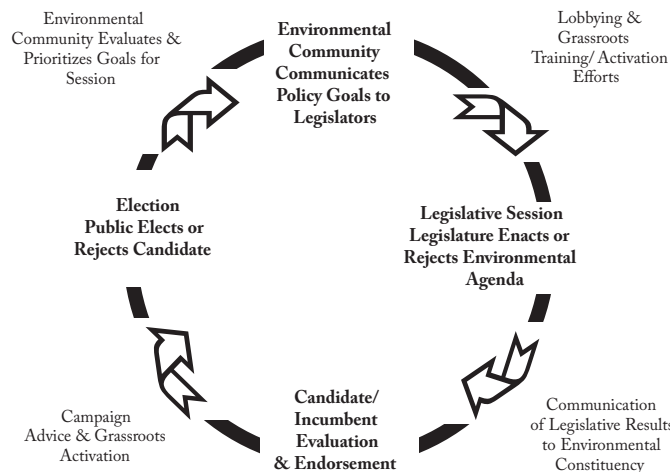 Environmental
Community Evaluates &
Prioritizes Goals for
Session
Environmental
Community
Communicates
Policy Goals to
Legislators
Lobbying &
Grassroots
Training/Activation
Efforts
Election
Public Elects or
Rejects Candidate
Legislative Session
Legislature Enacts or
Rejects Environmental
Agenda
Campaign
Advice & Grassroots
Activation
Candidate/
Incumbent
Evaluation
& Endorsement
Communication
of Legislative Results
to Environmental
Constituency